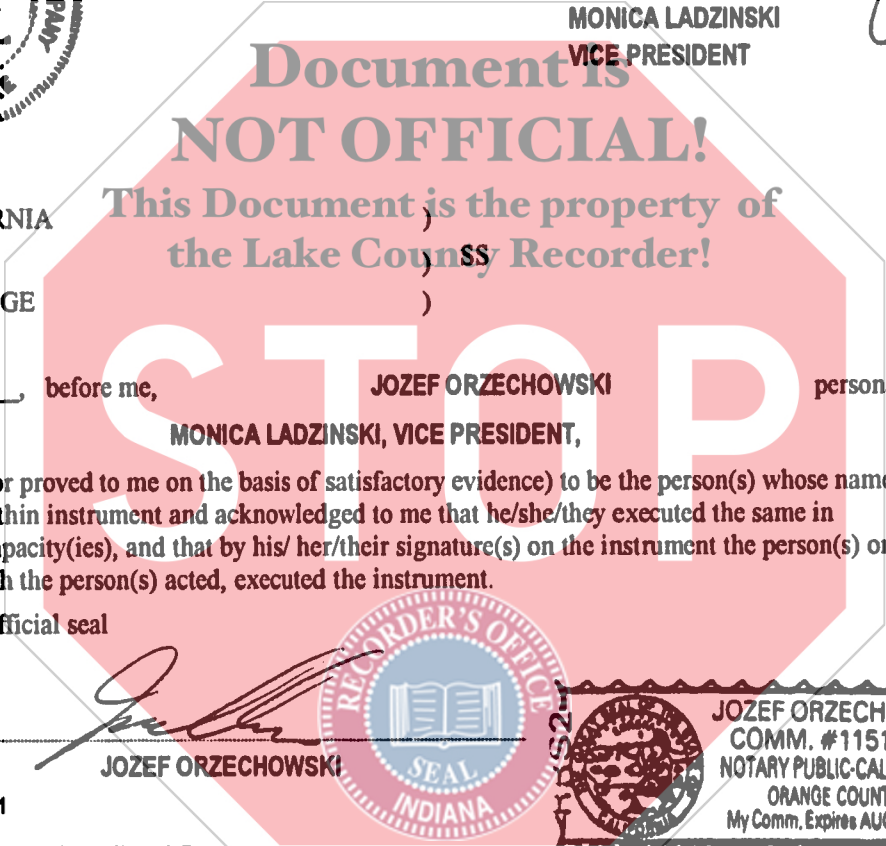 PANY
MONICA LADZINSKI
VICE PRESIDENT
Document is
NOT OFFICIAL!
This Document is the property of
the Lake County Recorder!
RNIA )
) SS
GE )
STOP
, before me, JOZEF ORZECHOWSKI person
MONICA LADZINSKI, VICE PRESIDENT,
or proved to me on the basis of satisfactory evidence) to be the person(s) whose name
thin instrument and acknowledged to me that he/she/they executed the same in
pacity(ies), and that by his/ her/their signature(s) on the instrument the person(s) or
h the person(s) acted, executed the instrument.
fficial seal
RECORDER'S OFFICE
SEAL
INDIANA
JOZEF ORZECHOWSKI
JOZEF ORZECH
COMM. #1151
NOTARY PUBLIC-CAL
ORANGE COUNT
My Comm, Expires AUG